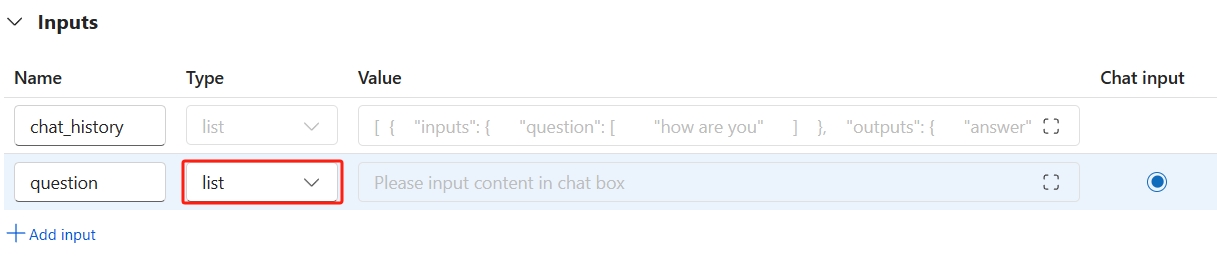 Inputs
Name Type Value Chat input
chat_history list [ { "inputs": { "question": [ "how are you" ] }, "outputs": { "answer"
question list Please input content in chat box
+ Add input